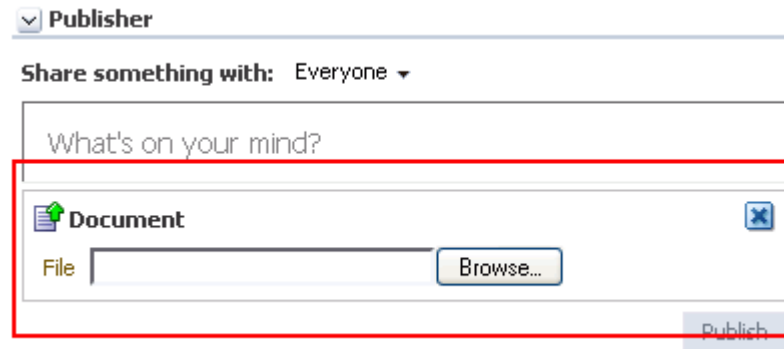 Publisher
Share something with: Everyone
What's on your mind?
Document
File Browse...
Publish